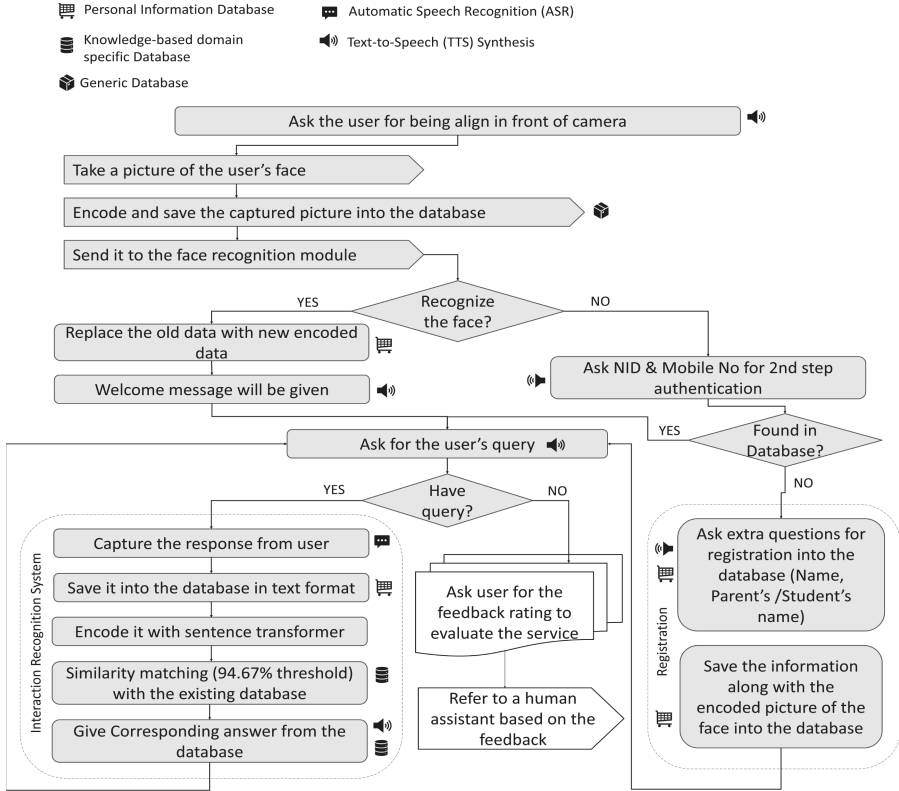 Personal Information Database
Automatic Speech Recognition (ASR)
Knowledge-based domain
specific Database
Text-to-Speech (TTS) Synthesis
Generic Database
Ask the user for being align in front of camera
Take a picture of the user's face
Encode and save the captured picture into the database
Send it to the face recognition module
Recognize
the face?
YES
NO
Replace the old data with new encoded
data
Welcome message will be given
Ask NID & Mobile No for 2nd step
authentication
Found in
Database?
YES
NO
Ask for the user's query
Have
query?
YES
NO
Interaction Recognition System
Capture the response from user
Save it into the database in text format
Encode it with sentence transformer
Similarity matching (94.67% threshold)
with the existing database
Give Corresponding answer from the
database
Ask user for the
feedback rating to
evaluate the service
Refer to a human
assistant based on the
feedback
Registration
Ask extra questions for
registration into the
database (Name,
Parent's /Student's
name)
Save the information
along with the
encoded picture of the
face into the database